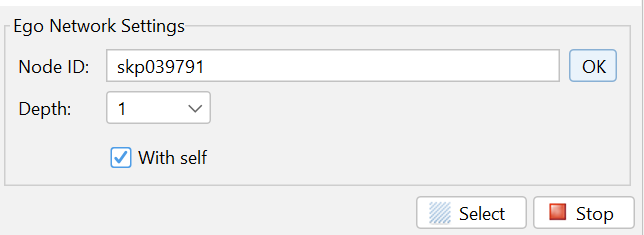 Ego Network Settings
Node ID: skp039791 OK
Depth: 1
With self
Select Stop